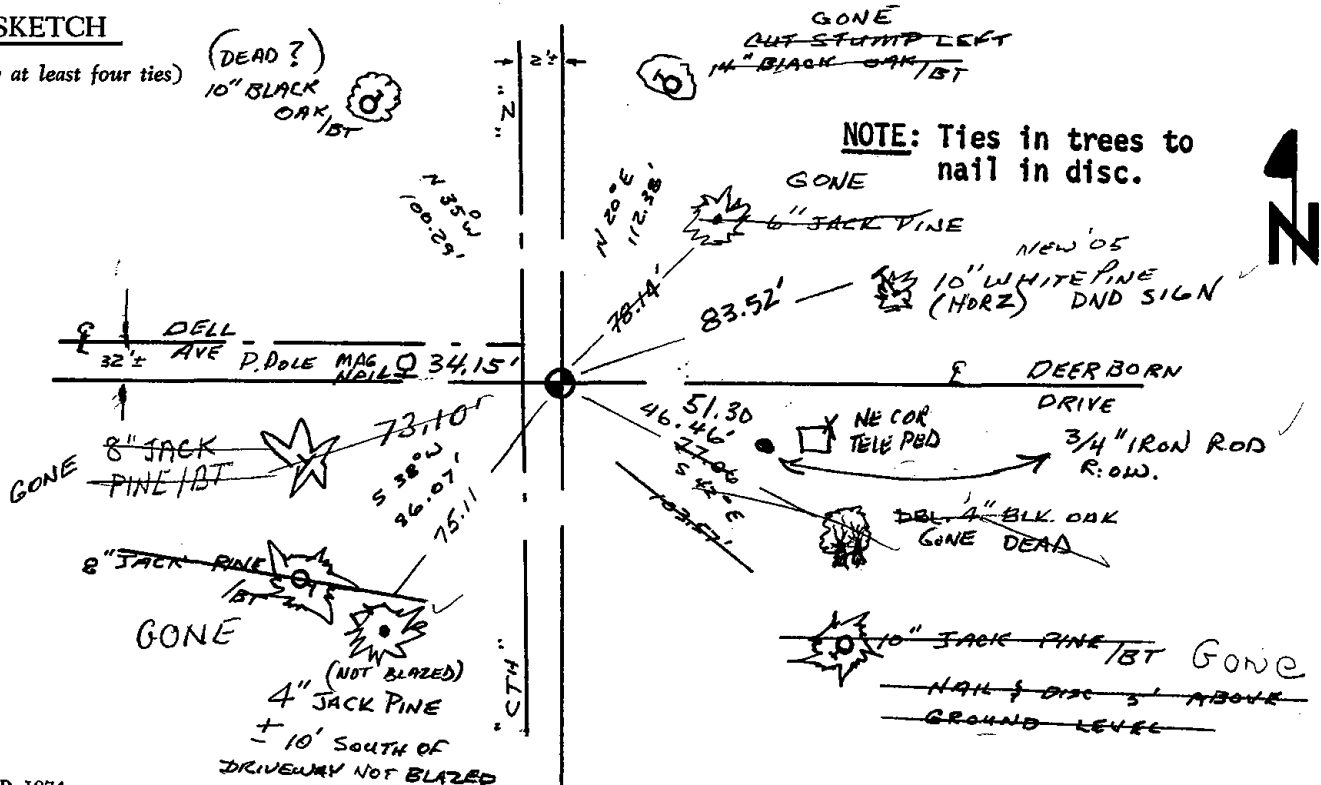 SKETCH
at least four ties)
(DEAD ?)
10" BLACK
OAK/BT
"Z"
2'±
GONE
CUT STUMP LEFT
14" BLACK OAK/BT
NOTE: Ties in trees to
nail in disc.
N
N 35° W
100.29'
N 20° E
112.38'
GONE
6" JACK PINE
78.14'
NEW '05
10" WHITE PINE
(HORZ) DND SIGN
83.52'
℄ DELL
AVE
32'±
P.POLE MAG
NAIL
34.15'
℄ DEERBORN
DRIVE
73.10'
8" JACK
PINE/BT
GONE
S 38° W
86.07'
75.11
51.30
46.46'
77.06
S 42° E
103.57'
NE COR
TELE PED
3/4" IRON ROD
R.O.W.
DBL. 4" BLK. OAK
GONE DEAD
8" JACK PINE
/BT
GONE
(NOT BLAZED)
4" JACK PINE
± 10' SOUTH OF
DRIVEWAY NOT BLAZED
"CTH"
10" JACK PINE/BT
GONE
NAIL & DISC 3' ABOVE
GROUND LEVEL